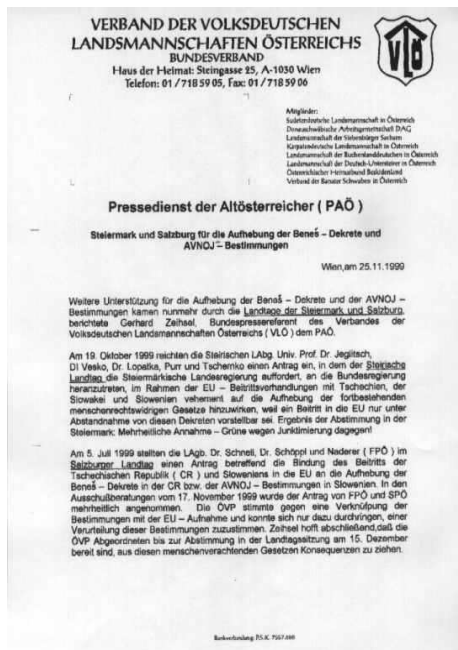 VERBAND DER VOLKSDEUTSCHEN
LANDSMANNSCHAFTEN ÖSTERREICHS
BUNDESVERBAND
Haus der Heimat: Steingasse 25, A-1030 Wien
Telefon: 01/718 59 05, Fax: 01/718 59 06
VLÖ
Mitglieder:
Sudetendeutsche Landsmannschaft in Österreich
Donauschwäbische Arbeitsgemeinschaft DAG
Landsmannschaft der Siebenbürger Sachsen
Karpatendeutsche Landsmannschaft in Österreich
Landsmannschaft der Buchenlanddeutschen in Österreich
Landsmannschaft der Deutsch-Untersteirer in Österreich
Österreichischer Heimatbund Beskidenland
Verband der Banater Schwaben in Österreich
Pressedienst der Altösterreicher ( PAÖ )
Steiermark und Salzburg für die Aufhebung der Beneš – Dekrete und
AVNOJ – Bestimmungen
Wien,am 25.11.1999
Weitere Unterstützung für die Aufhebung der Beneš – Dekrete und der AVNOJ –
Bestimmungen kamen nunmehr durch die Landtage der Steiermark und Salzburg,
berichtete Gerhard Zeihsel, Bundespressereferent des Verbandes der
Volksdeutschen Landsmannschaften Österreichs ( VLÖ ) dem PAÖ.
Am 19. Oktober 1999 reichten die Steirischen LAbg. Univ. Prof. Dr. Jeglitsch,
DI Vesko, Dr. Lopatka, Purr und Tschernko einen Antrag ein, in dem der Steirische
Landtag die Steiermärkische Landesregierung auffordert, an die Bundesregierung
heranzutreten, im Rahmen der EU – Beitrittsverhandlungen mit Tschechien, der
Slowakei und Slowenien vehement auf die Aufhebung der fortbestehenden
menschenrechtswidrigen Gesetze hinzuwirken, weil ein Beitritt in die EU nur unter
Abstandnahme von diesen Dekreten vorstellbar sei. Ergebnis der Abstimmung in der
Steiermark: Mehrheitliche Annahme – Grüne wegen Junktimierung dagegen!
Am 5. Juli 1999 stellten die LAgb. Dr. Schnell, Dr. Schöppl und Naderer ( FPÖ ) im
Salzburger Landtag einen Antrag betreffend die Bindung des Beitritts der
Tschechischen Republik ( CR ) und Sloweniens in die EU an die Aufhebung der
Beneš – Dekrete in der CR bzw. der AVNOJ – Bestimmungen in Slowenien. In den
Ausschußberatungen vom 17. November 1999 wurde der Antrag von FPÖ und SPÖ
mehrheitlich angenommen. Die ÖVP stimmte gegen eine Verknüpfung der
Bestimmungen mit der EU – Aufnahme und konnte sich nur dazu durchringen, einer
Verurteilung dieser Bestimmungen zuzustimmen. Zeihsel hofft abschließend,daß die
ÖVP Abgeordneten bis zur Abstimmung in der Landtagssitzung am 15. Dezember
bereit sind, aus diesen menschenverachtenden Gesetzen Konsequenzen zu ziehen.
Bankverbindung: P.S.K. 7567.000